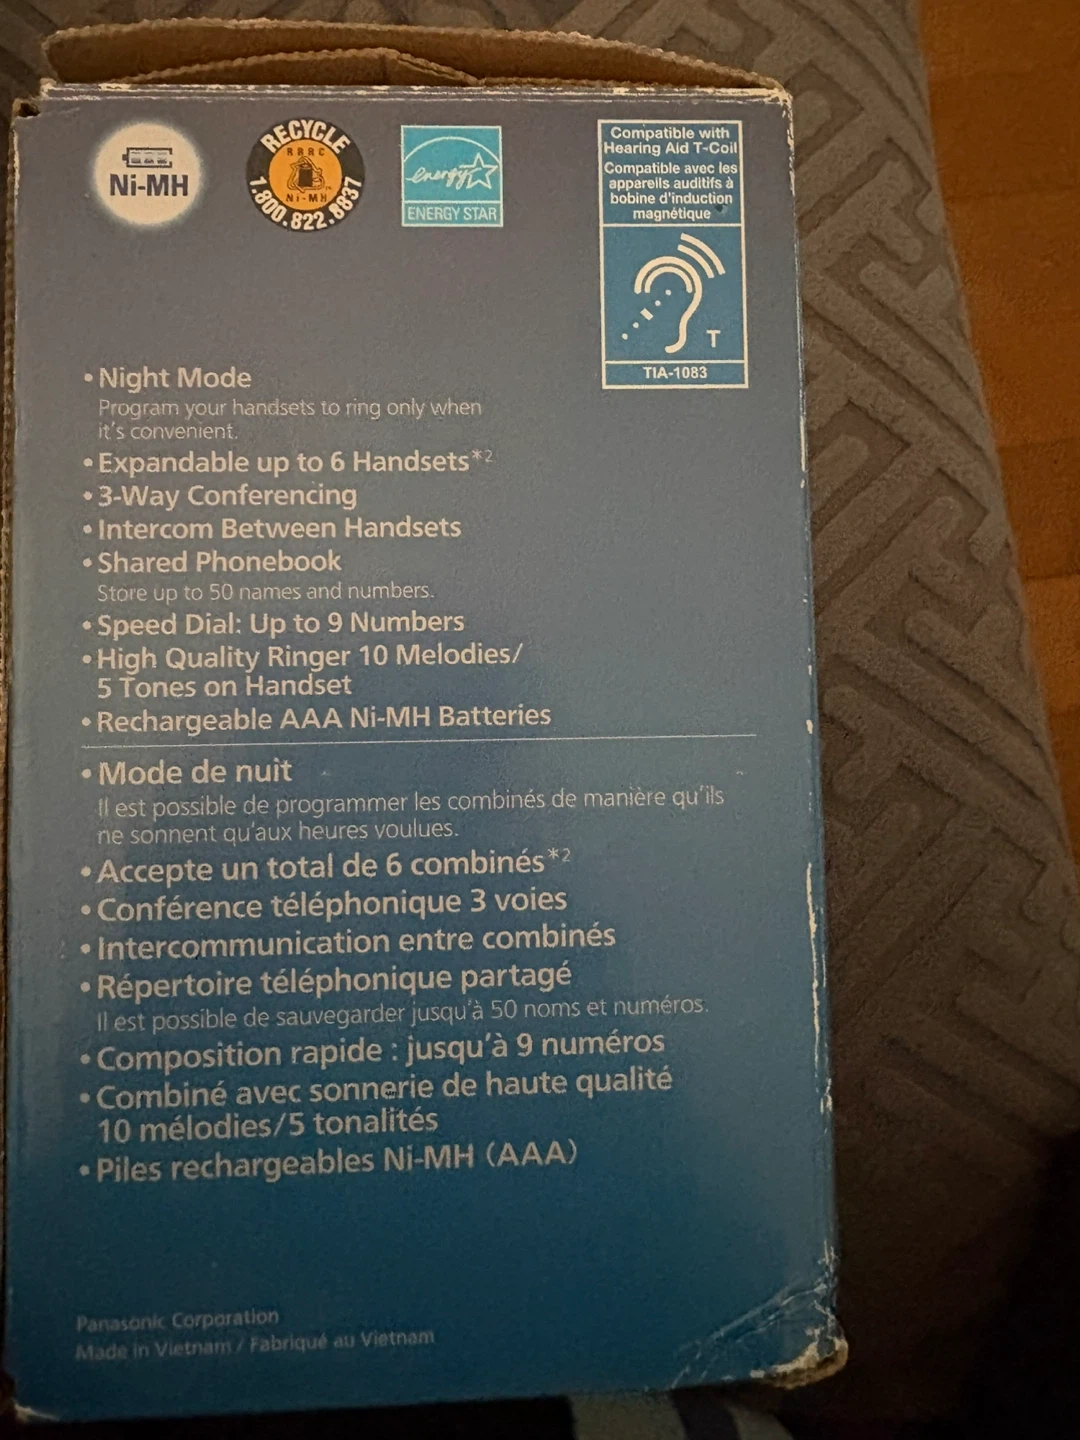 Ni-MH
RECYCLE
RBRC
Ni-MH
1.800.822.8837
energy
ENERGY STAR
Compatible with
Hearing Aid T-Coil
Compatible avec les
appareils auditifs à
bobine d'induction
magnétique
T
TIA-1083
• Night Mode
Program your handsets to ring only when
it's convenient.
• Expandable up to 6 Handsets*2
• 3-Way Conferencing
• Intercom Between Handsets
• Shared Phonebook
Store up to 50 names and numbers.
• Speed Dial: Up to 9 Numbers
• High Quality Ringer 10 Melodies/
5 Tones on Handset
• Rechargeable AAA Ni-MH Batteries
• Mode de nuit
Il est possible de programmer les combinés de manière qu'ils
ne sonnent qu'aux heures voulues.
• Accepte un total de 6 combinés*2
• Conférence téléphonique 3 voies
• Intercommunication entre combinés
• Répertoire téléphonique partagé
Il est possible de sauvegarder jusqu'à 50 noms et numéros.
• Composition rapide : jusqu'à 9 numéros
• Combiné avec sonnerie de haute qualité
10 mélodies/5 tonalités
• Piles rechargeables Ni-MH (AAA)
Panasonic Corporation
Made in Vietnam / Fabriqué au Vietnam